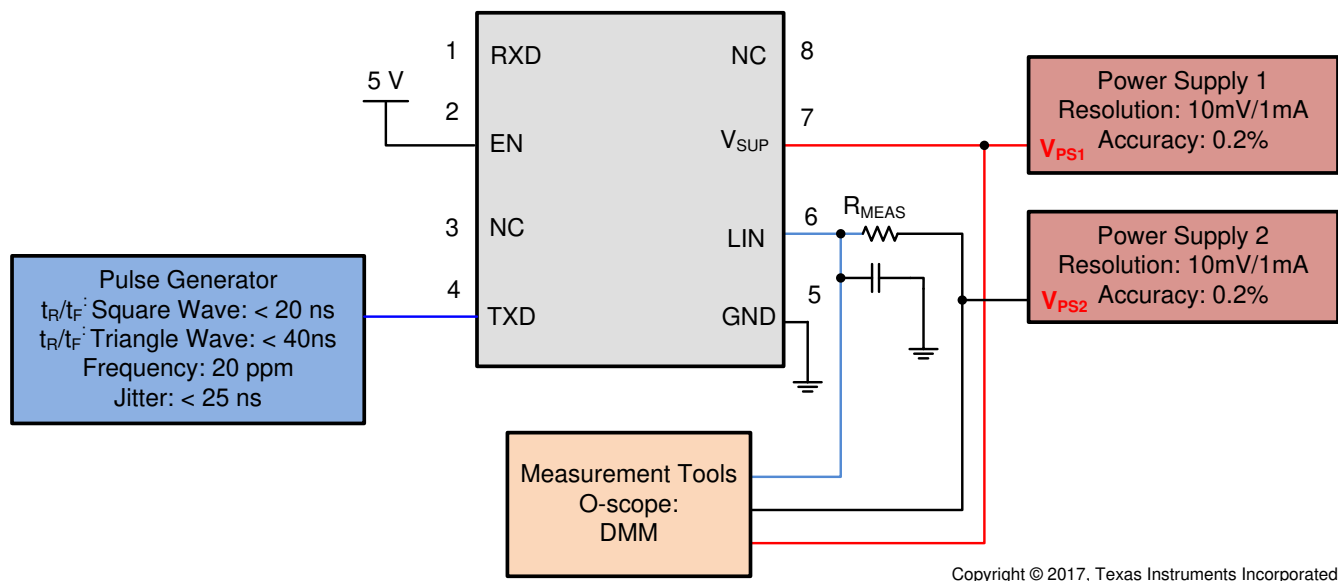 1
RXD
NC
8
5 V
2
EN
7
VSUP
3
NC
6
LIN
RMEAS
4
TXD
5
GND
Power Supply 1
Resolution: 10mV/1mA
VPS1 Accuracy: 0.2%
Power Supply 2
Resolution: 10mV/1mA
VPS2 Accuracy: 0.2%
Pulse Generator
tR/tF: Square Wave: < 20 ns
tR/tF: Triangle Wave: < 40ns
Frequency: 20 ppm
Jitter: < 25 ns
Measurement Tools
O-scope:
DMM
Copyright © 2017, Texas Instruments Incorporated